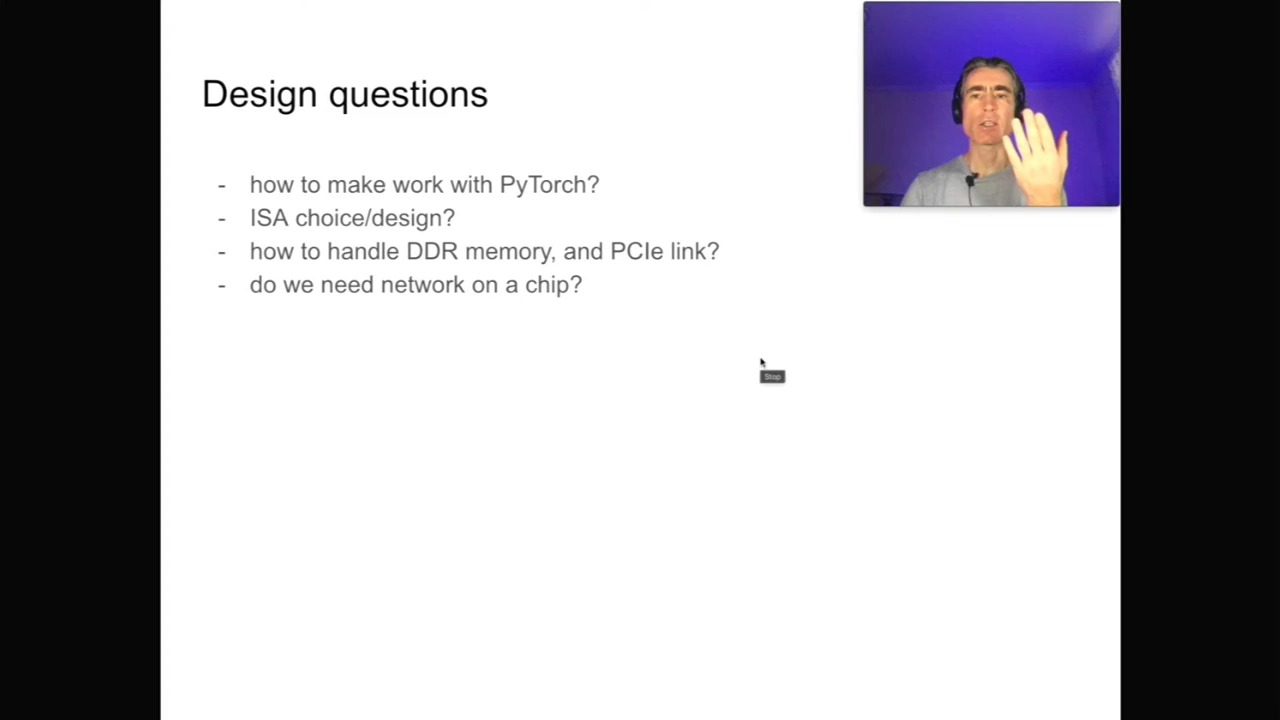 Design questions
- how to make work with PyTorch?
- ISA choice/design?
- how to handle DDR memory, and PCIe link?
- do we need network on a chip?
Stop